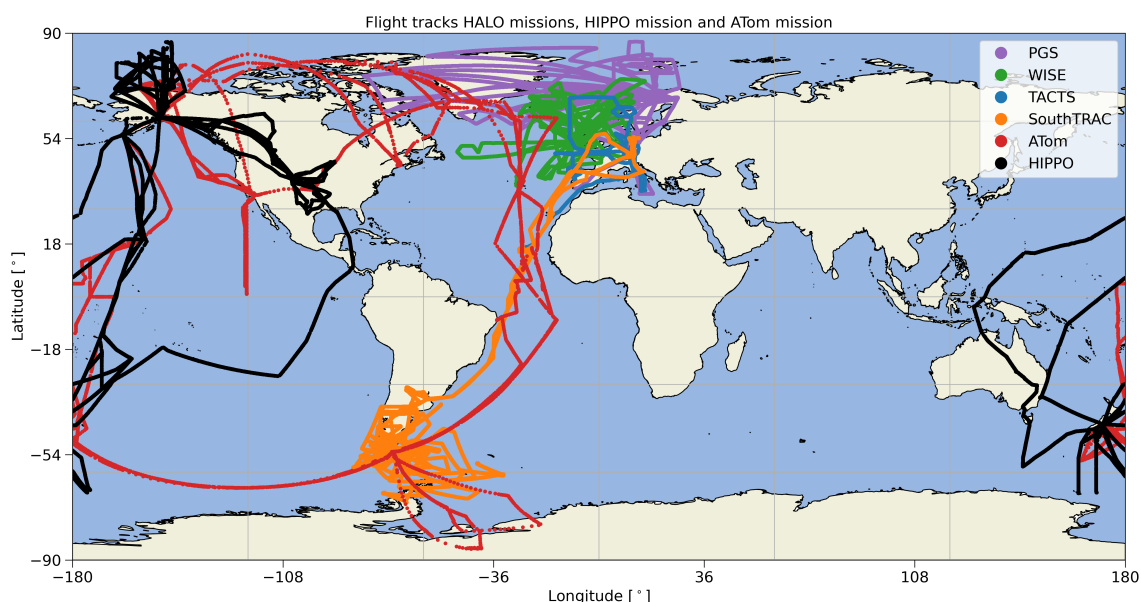 Flight tracks HALO missions, HIPPO mission and ATom mission
90
54
18
−18
−54
−90
Latitude [°]
PGS
WISE
TACTS
SouthTRAC
ATom
HIPPO
−180
−108
−36
36
108
180
Longitude [°]